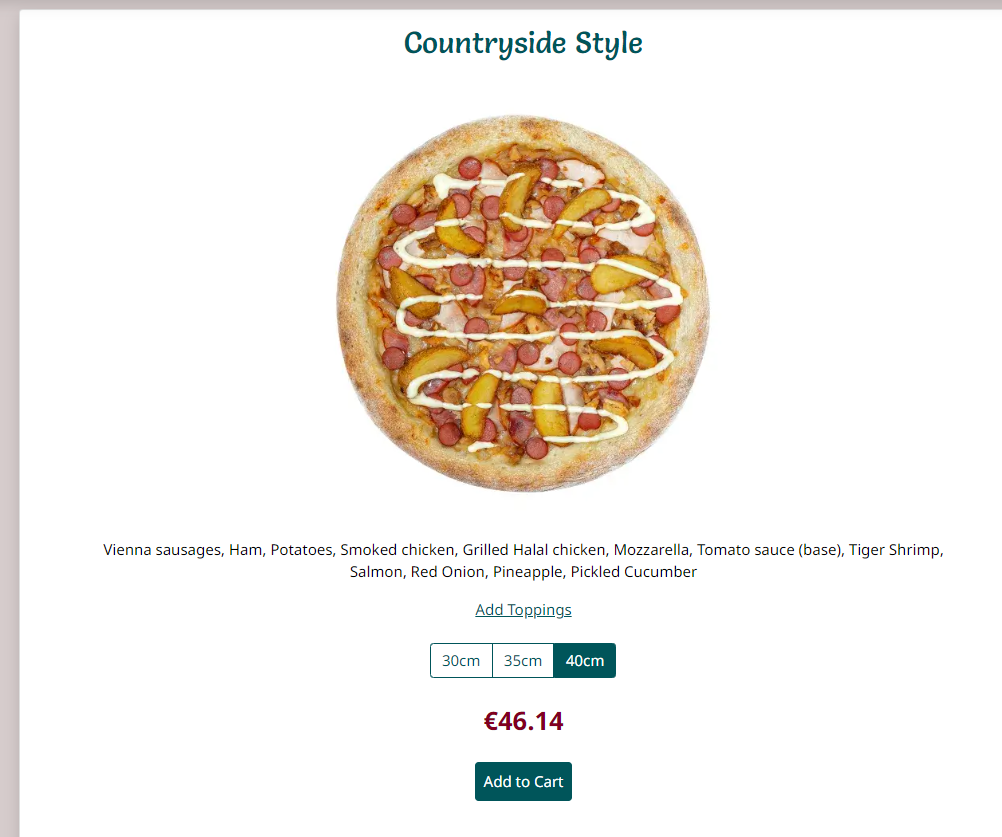 Countryside Style
Vienna sausages, Ham, Potatoes, Smoked chicken, Grilled Halal chicken, Mozzarella, Tomato sauce (base), Tiger Shrimp,
Salmon, Red Onion, Pineapple, Pickled Cucumber
Add Toppings
30cm 35cm 40cm
€46.14
Add to Cart